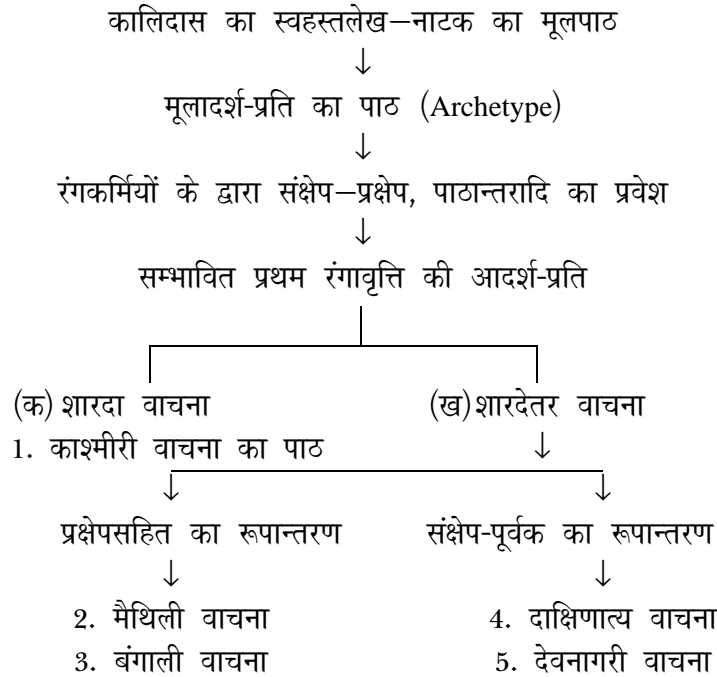 कालिदास का स्वहस्तलेख–नाटक का मूलपाठ
↓
मूलादर्श-प्रति का पाठ (Archetype)
↓
रंगकर्मियों के द्वारा संक्षेप–प्रक्षेप, पाठान्तरादि का प्रवेश
↓
सम्भावित प्रथम रंगावृत्ति की आदर्श-प्रति
(क) शारदा वाचना
1. काश्मीरी वाचना का पाठ
(ख) शारदेतर वाचना
↓
↓ ↓
प्रक्षेपसहित का रूपान्तरण
↓
2. मैथिली वाचना
3. बंगाली वाचना
संक्षेप-पूर्वक का रूपान्तरण
↓
4. दाक्षिणात्य वाचना
5. देवनागरी वाचना